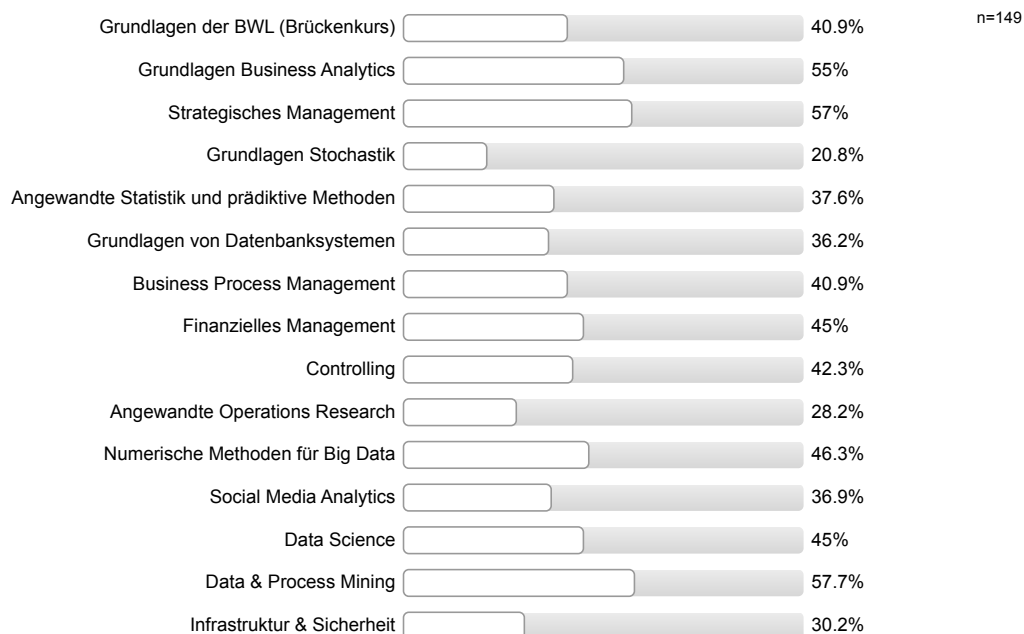 Grundlagen der BWL (Brückenkurs) 40.9% n=149
Grundlagen Business Analytics 55%
Strategisches Management 57%
Grundlagen Stochastik 20.8%
Angewandte Statistik und prädiktive Methoden 37.6%
Grundlagen von Datenbanksystemen 36.2%
Business Process Management 40.9%
Finanzielles Management 45%
Controlling 42.3%
Angewandte Operations Research 28.2%
Numerische Methoden für Big Data 46.3%
Social Media Analytics 36.9%
Data Science 45%
Data & Process Mining 57.7%
Infrastruktur & Sicherheit 30.2%